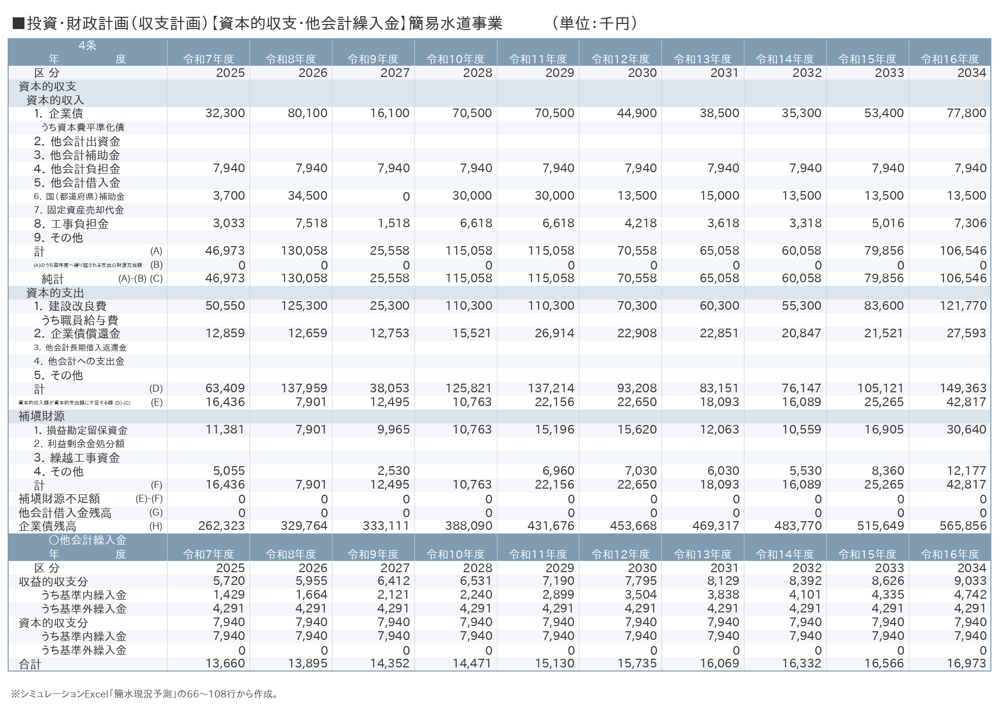 ■投資・財政計画（収支計画）【資本的収支・他会計繰入金】簡易水道事業　　　（単位：千円）
4条
年　度 令和7年度 令和8年度 令和9年度 令和10年度 令和11年度 令和12年度 令和13年度 令和14年度 令和15年度 令和16年度
区 分 2025 2026 2027 2028 2029 2030 2031 2032 2033 2034
資本的収支
資本的収入
1. 企業債 32,300 80,100 16,100 70,500 70,500 44,900 38,500 35,300 53,400 77,800
うち資本費平準化債
2. 他会計出資金
3. 他会計補助金
4. 他会計負担金 7,940 7,940 7,940 7,940 7,940 7,940 7,940 7,940 7,940 7,940
5. 他会計借入金
6. 国（都道府県）補助金 3,700 34,500 0 30,000 30,000 13,500 15,000 13,500 13,500 13,500
7. 固定資産売却代金
8. 工事負担金 3,033 7,518 1,518 6,618 6,618 4,218 3,618 3,318 5,016 7,306
9. その他
計 (A) 46,973 130,058 25,558 115,058 115,058 70,558 65,058 60,058 79,856 106,546
(A)のうち翌年度へ繰り越される支出の財源充当額 (B) 0 0 0 0 0 0 0 0 0 0
純計 (A)-(B) (C) 46,973 130,058 25,558 115,058 115,058 70,558 65,058 60,058 79,856 106,546
資本的支出
1. 建設改良費 50,550 125,300 25,300 110,300 110,300 70,300 60,300 55,300 83,600 121,770
うち職員給与費
2. 企業債償還金 12,859 12,659 12,753 15,521 26,914 22,908 22,851 20,847 21,521 27,593
3. 他会計長期借入返還金
4. 他会計への支出金
5. その他
計 (D) 63,409 137,959 38,053 125,821 137,214 93,208 83,151 76,147 105,121 149,363
資本的収入額が資本的支出額に不足する額 (D)-(C) (E) 16,436 7,901 12,495 10,763 22,156 22,650 18,093 16,089 25,265 42,817
補塡財源
1. 損益勘定留保資金 11,381 7,901 9,965 10,763 15,196 15,620 12,063 10,559 16,905 30,640
2. 利益剰余金処分額
3. 繰越工事資金
4. その他 5,055 2,530 6,960 7,030 6,030 5,530 8,360 12,177
計 (F) 16,436 7,901 12,495 10,763 22,156 22,650 18,093 16,089 25,265 42,817
補塡財源不足額 (E)-(F) 0 0 0 0 0 0 0 0 0 0
他会計借入金残高 (G) 0 0 0 0 0 0 0 0 0 0
企業債残高 (H) 262,323 329,764 333,111 388,090 431,676 453,668 469,317 483,770 515,649 565,856
○他会計繰入金
年　度 令和7年度 令和8年度 令和9年度 令和10年度 令和11年度 令和12年度 令和13年度 令和14年度 令和15年度 令和16年度
区 分 2025 2026 2027 2028 2029 2030 2031 2032 2033 2034
収益的収支分 5,720 5,955 6,412 6,531 7,190 7,795 8,129 8,392 8,626 9,033
うち基準内繰入金 1,429 1,664 2,121 2,240 2,899 3,504 3,838 4,101 4,335 4,742
うち基準外繰入金 4,291 4,291 4,291 4,291 4,291 4,291 4,291 4,291 4,291 4,291
資本的収支分 7,940 7,940 7,940 7,940 7,940 7,940 7,940 7,940 7,940 7,940
うち基準内繰入金 7,940 7,940 7,940 7,940 7,940 7,940 7,940 7,940 7,940 7,940
うち基準外繰入金 0 0 0 0 0 0 0 0 0 0
合計 13,660 13,895 14,352 14,471 15,130 15,735 16,069 16,332 16,566 16,973
※シミュレーションExcel「簡水現況予測」の66～108行から作成。